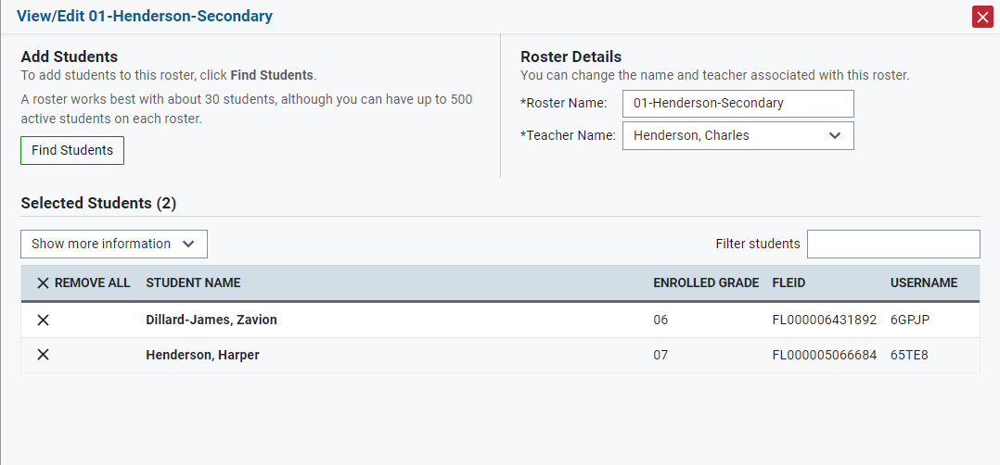 View/Edit 01-Henderson-Secondary
Add Students
To add students to this roster, click Find Students.
A roster works best with about 30 students, although you can have up to 500
active students on each roster.
Find Students
Roster Details
You can change the name and teacher associated with this roster.
*Roster Name: 01-Henderson-Secondary
*Teacher Name: Henderson, Charles
Selected Students (2)
Show more information
Filter students
REMOVE ALL STUDENT NAME ENROLLED GRADE FLEID USERNAME
Dillard-James, Zavion 06 FL000006431892 6GPJP
Henderson, Harper 07 FL000005066684 65TE8